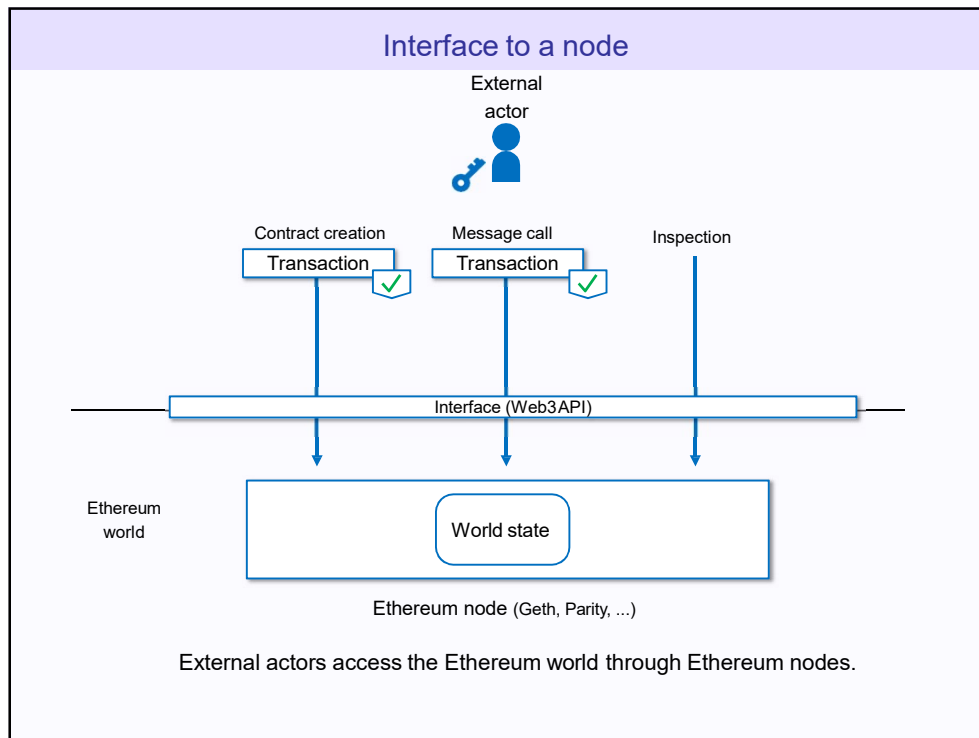 Interface to a node
External
actor
Contract creation
Message call
Inspection
Transaction
Transaction
Interface (Web3API)
Ethereum
world
World state
Ethereum node (Geth, Parity, ...)
External actors access the Ethereum world through Ethereum nodes.